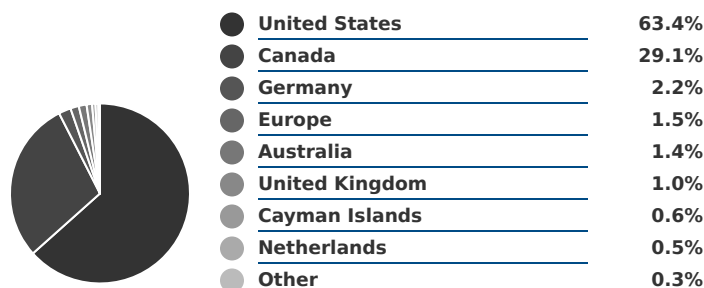 United States 63.4%
Canada 29.1%
Germany 2.2%
Europe 1.5%
Australia 1.4%
United Kingdom 1.0%
Cayman Islands 0.6%
Netherlands 0.5%
Other 0.3%